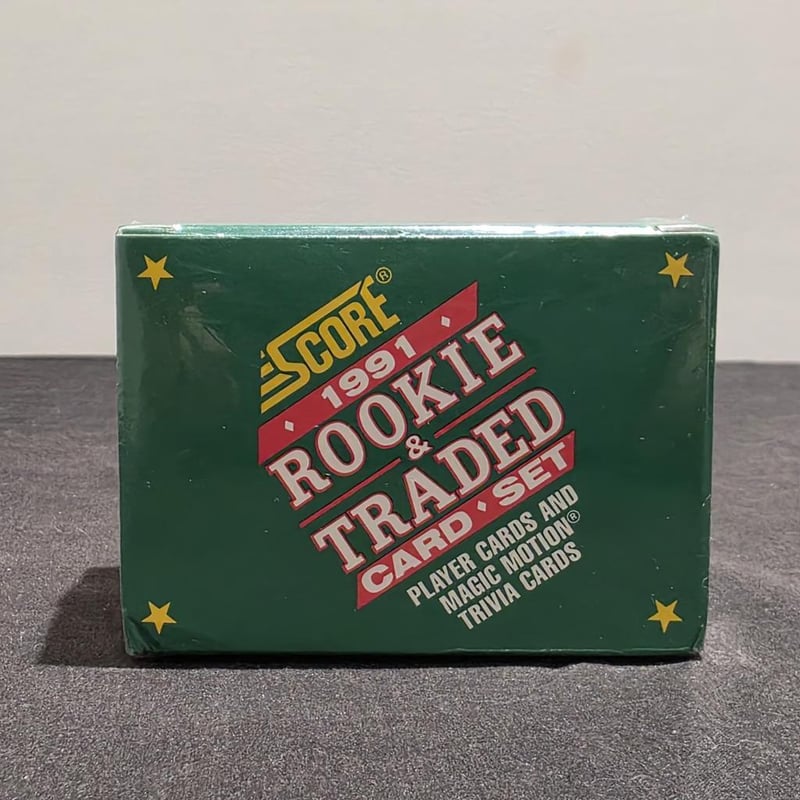 SCORE®
1991
ROOKIE
&
TRADED
CARD • SET
PLAYER CARDS AND
MAGIC MOTION®
TRIVIA CARDS